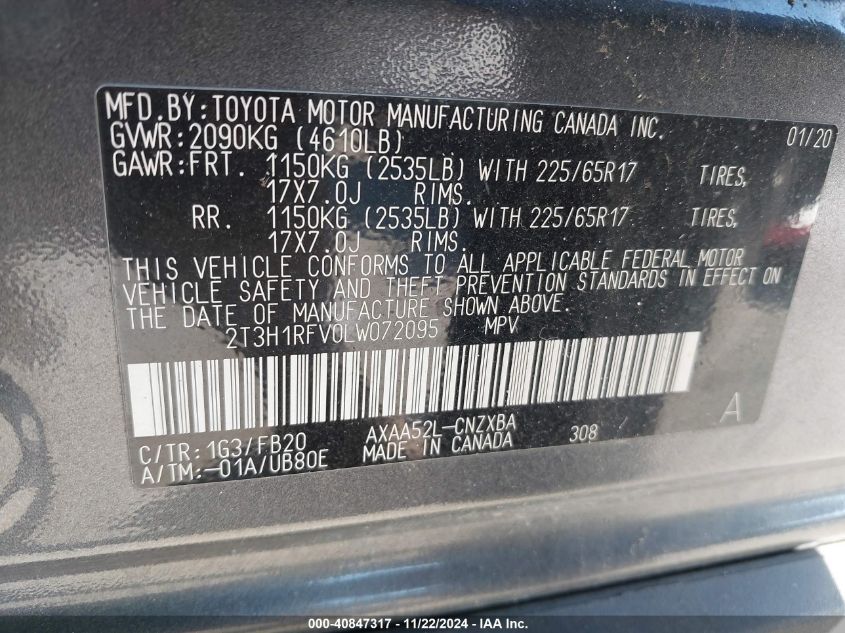 MFD.BY:TOYOTA MOTOR MANUFACTURING CANADA INC. 01/20
GVWR:2090KG (4610LB)
GAWR:FRT. 1150KG (2535LB) WITH 225/65R17 TIRES,
17X7.0J RIMS.
RR. 1150KG (2535LB) WITH 225/65R17 TIRES,
17X7.0J RIMS.
THIS VEHICLE CONFORMS TO ALL APPLICABLE FEDERAL MOTOR
VEHICLE SAFETY AND THEFT PREVENTION STANDARDS IN EFFECT ON
THE DATE OF MANUFACTURE SHOWN ABOVE.
2T3H1RFV0LW072095 MPV
A
C/TR:1G3/FB20 AXAA52L-CNZXBA 308
A/TM:-01A/UB80E MADE IN CANADA
000-40847317 - 11/22/2024 - IAA Inc.